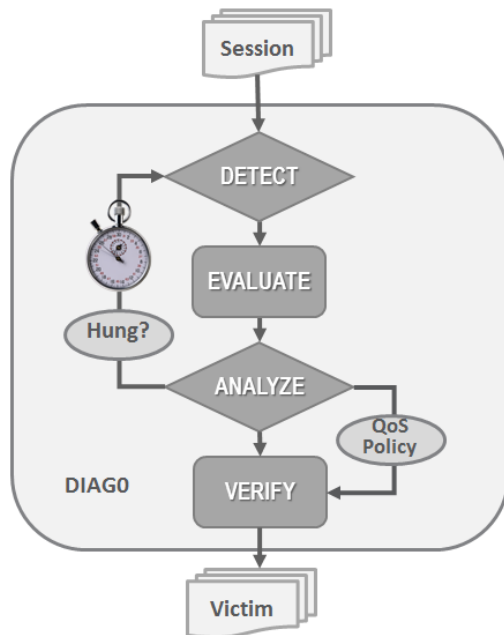 Session
DETECT
EVALUATE
Hung?
ANALYZE
QoS
Policy
VERIFY
DIAG0
Victim